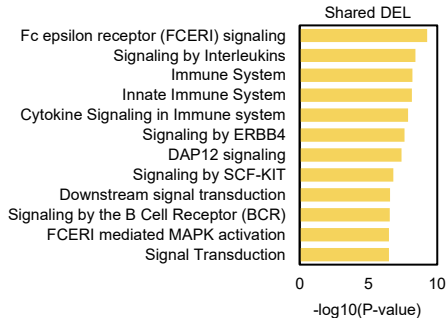 Shared DEL
Fc epsilon receptor (FCERI) signaling
Signaling by Interleukins
Immune System
Innate Immune System
Cytokine Signaling in Immune system
Signaling by ERBB4
DAP12 signaling
Signaling by SCF-KIT
Downstream signal transduction
Signaling by the B Cell Receptor (BCR)
FCERI mediated MAPK activation
Signal Transduction
0 5 10
-log10(P-value)